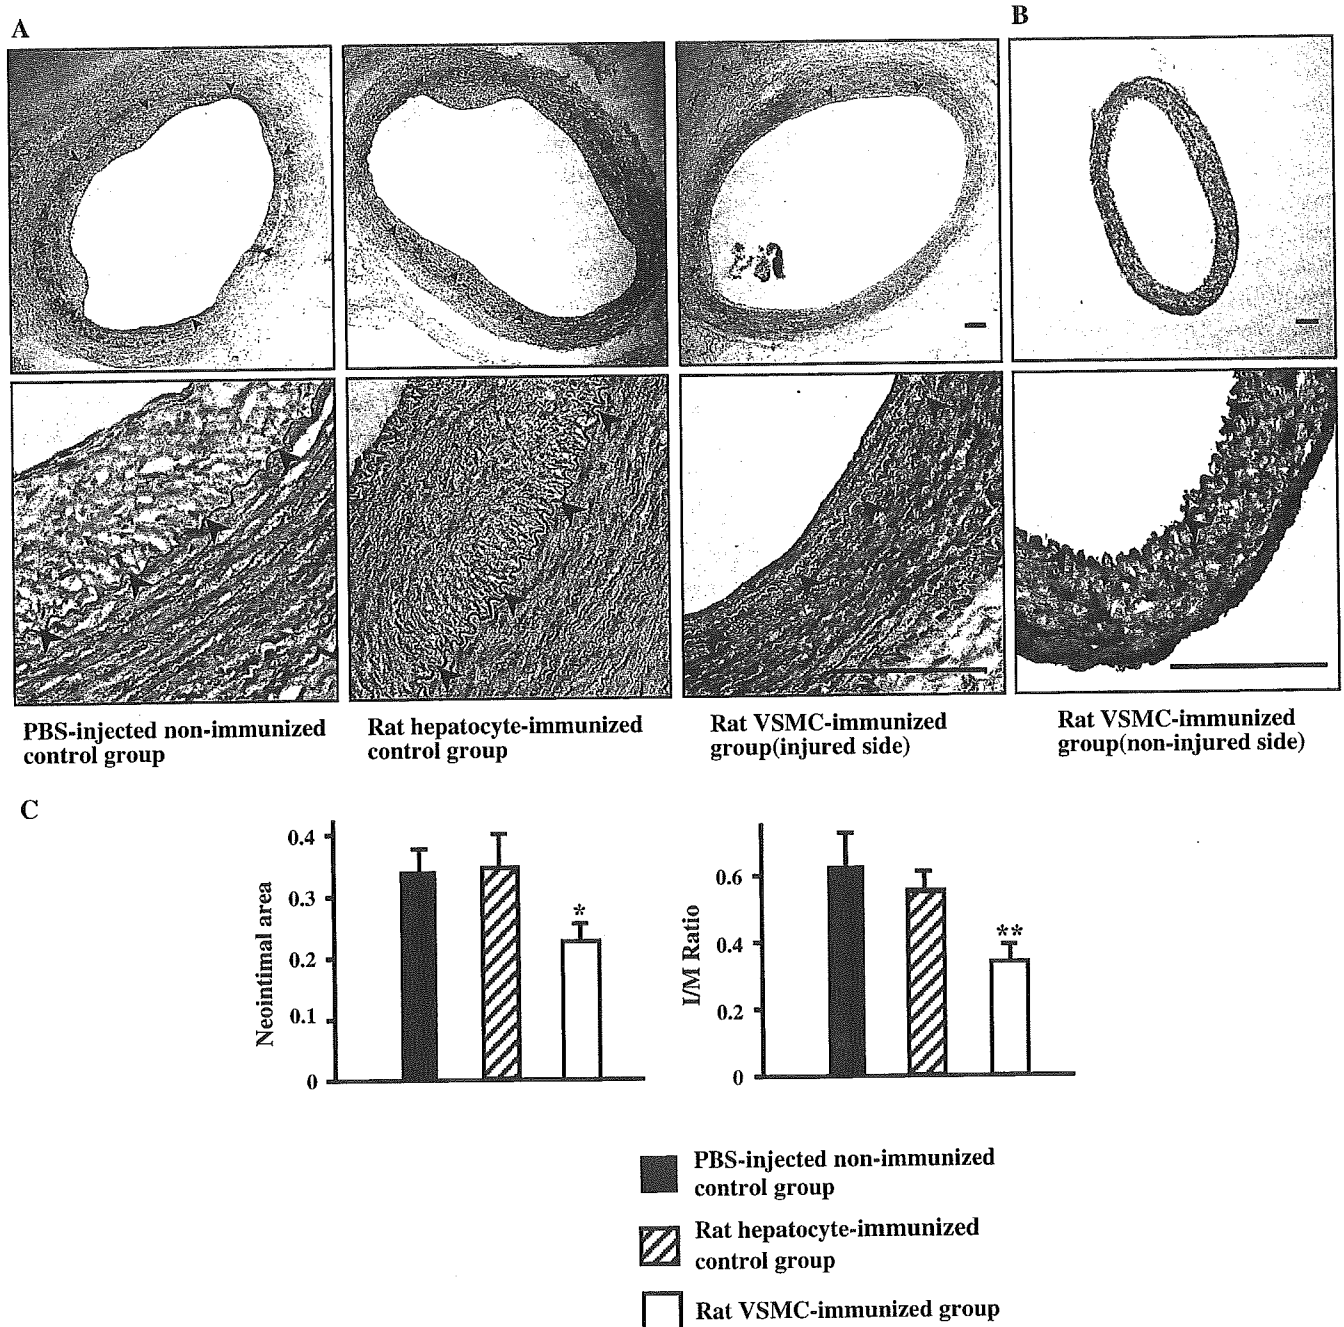 A
B
PBS-injected non-immunized
control group
Rat hepatocyte-immunized
control group
Rat VSMC-immunized
group(injured side)
Rat VSMC-immunized
group(non-injured side)
C
Neointimal area
0.4
0.3
0.2
0.1
0
*
I/M Ratio
0.6
0.4
0.2
0
**
PBS-injected non-immunized
control group
Rat hepatocyte-immunized
control group
Rat VSMC-immunized group